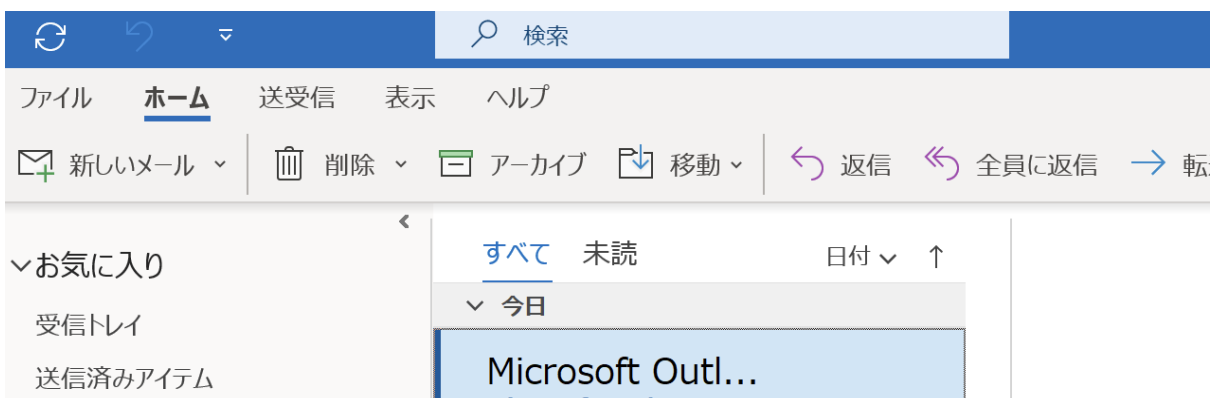 検索
ファイル ホーム 送受信 表示 ヘルプ
新しいメール 削除 アーカイブ 移動 返信 全員に返信
お気に入り
すべて 未読 日付
今日
受信トレイ
送信済みアイテム
Microsoft Outl...